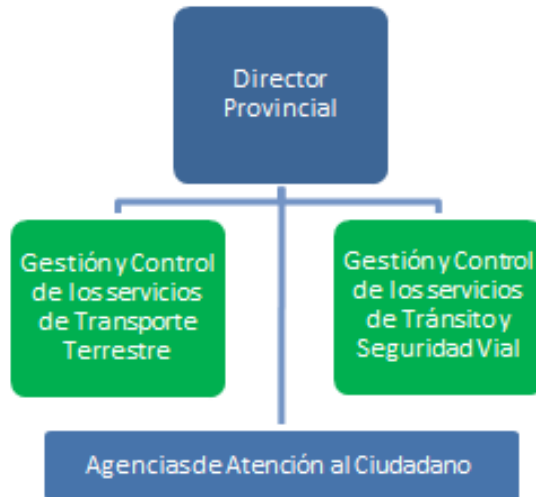 Director
Provincial
Gestión y Control
de los servicios
de Transporte
Terrestre
Gestión y Control
de los servicios
de Tránsito y
Seguridad Vial
Agencias de Atención al Ciudadano